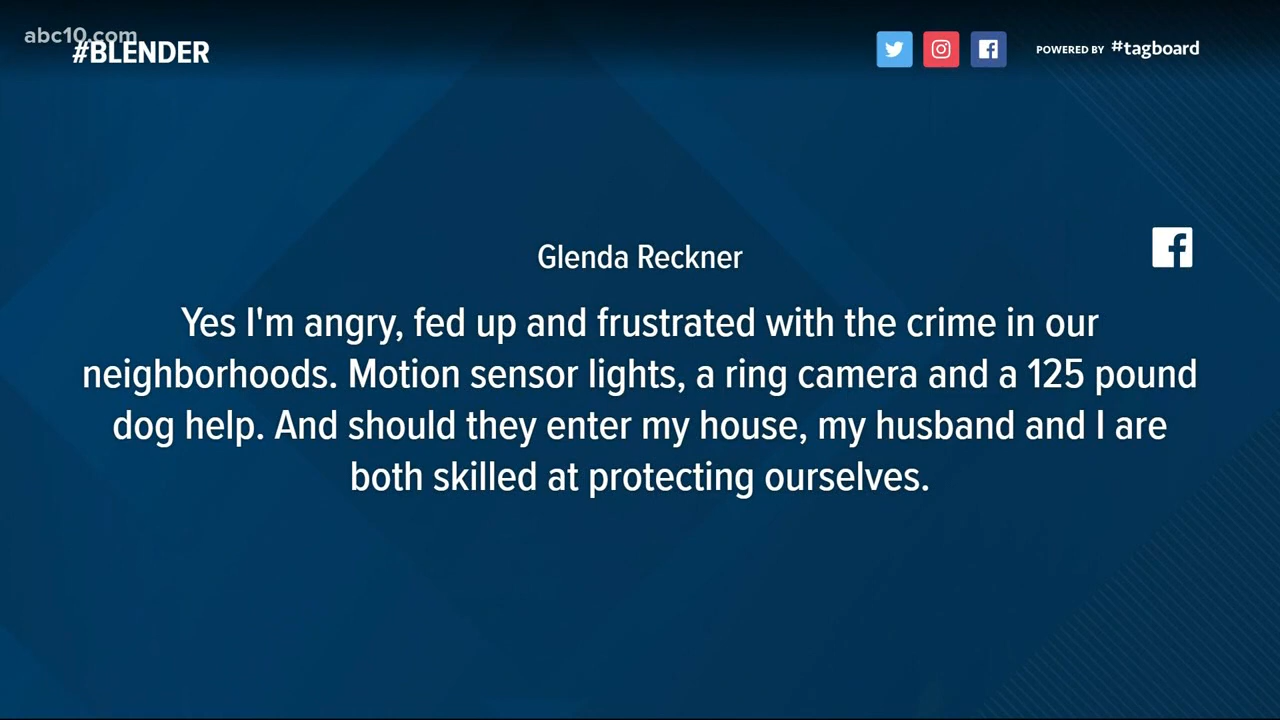 abc10.com
#BLENDER
POWERED BY #tagboard
Glenda Reckner
Yes I'm angry, fed up and frustrated with the crime in our
neighborhoods. Motion sensor lights, a ring camera and a 125 pound
dog help. And should they enter my house, my husband and I are
both skilled at protecting ourselves.